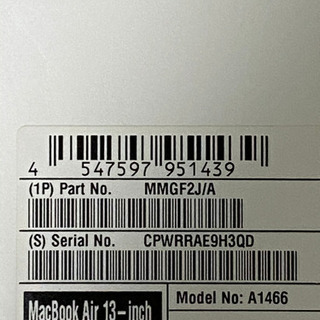 4 547597 951439
(1P) Part No. MMGF2J/A
(S) Serial No. CPWRRAE9H3QD
MacBook Air 13-inch
Model No: A1466